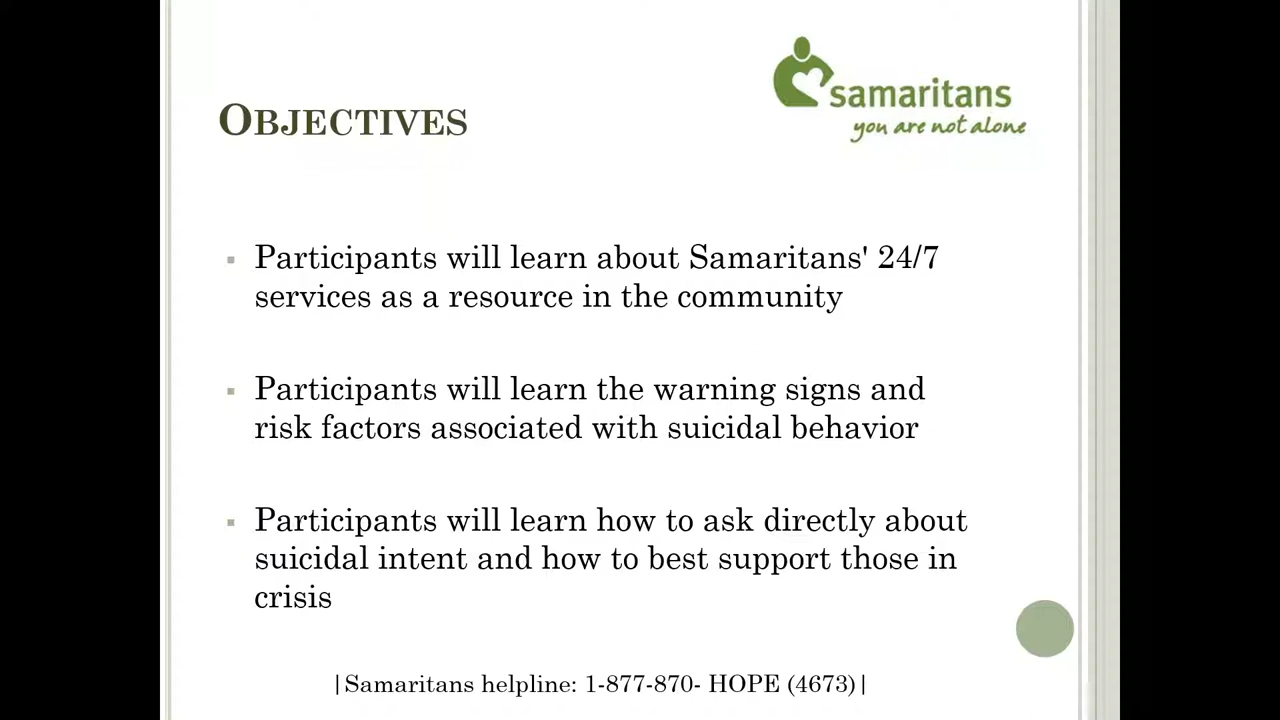 samaritans
you are not alone
OBJECTIVES
▪ Participants will learn about Samaritans' 24/7
services as a resource in the community
▪ Participants will learn the warning signs and
risk factors associated with suicidal behavior
▪ Participants will learn how to ask directly about
suicidal intent and how to best support those in
crisis
|Samaritans helpline: 1-877-870- HOPE (4673)|